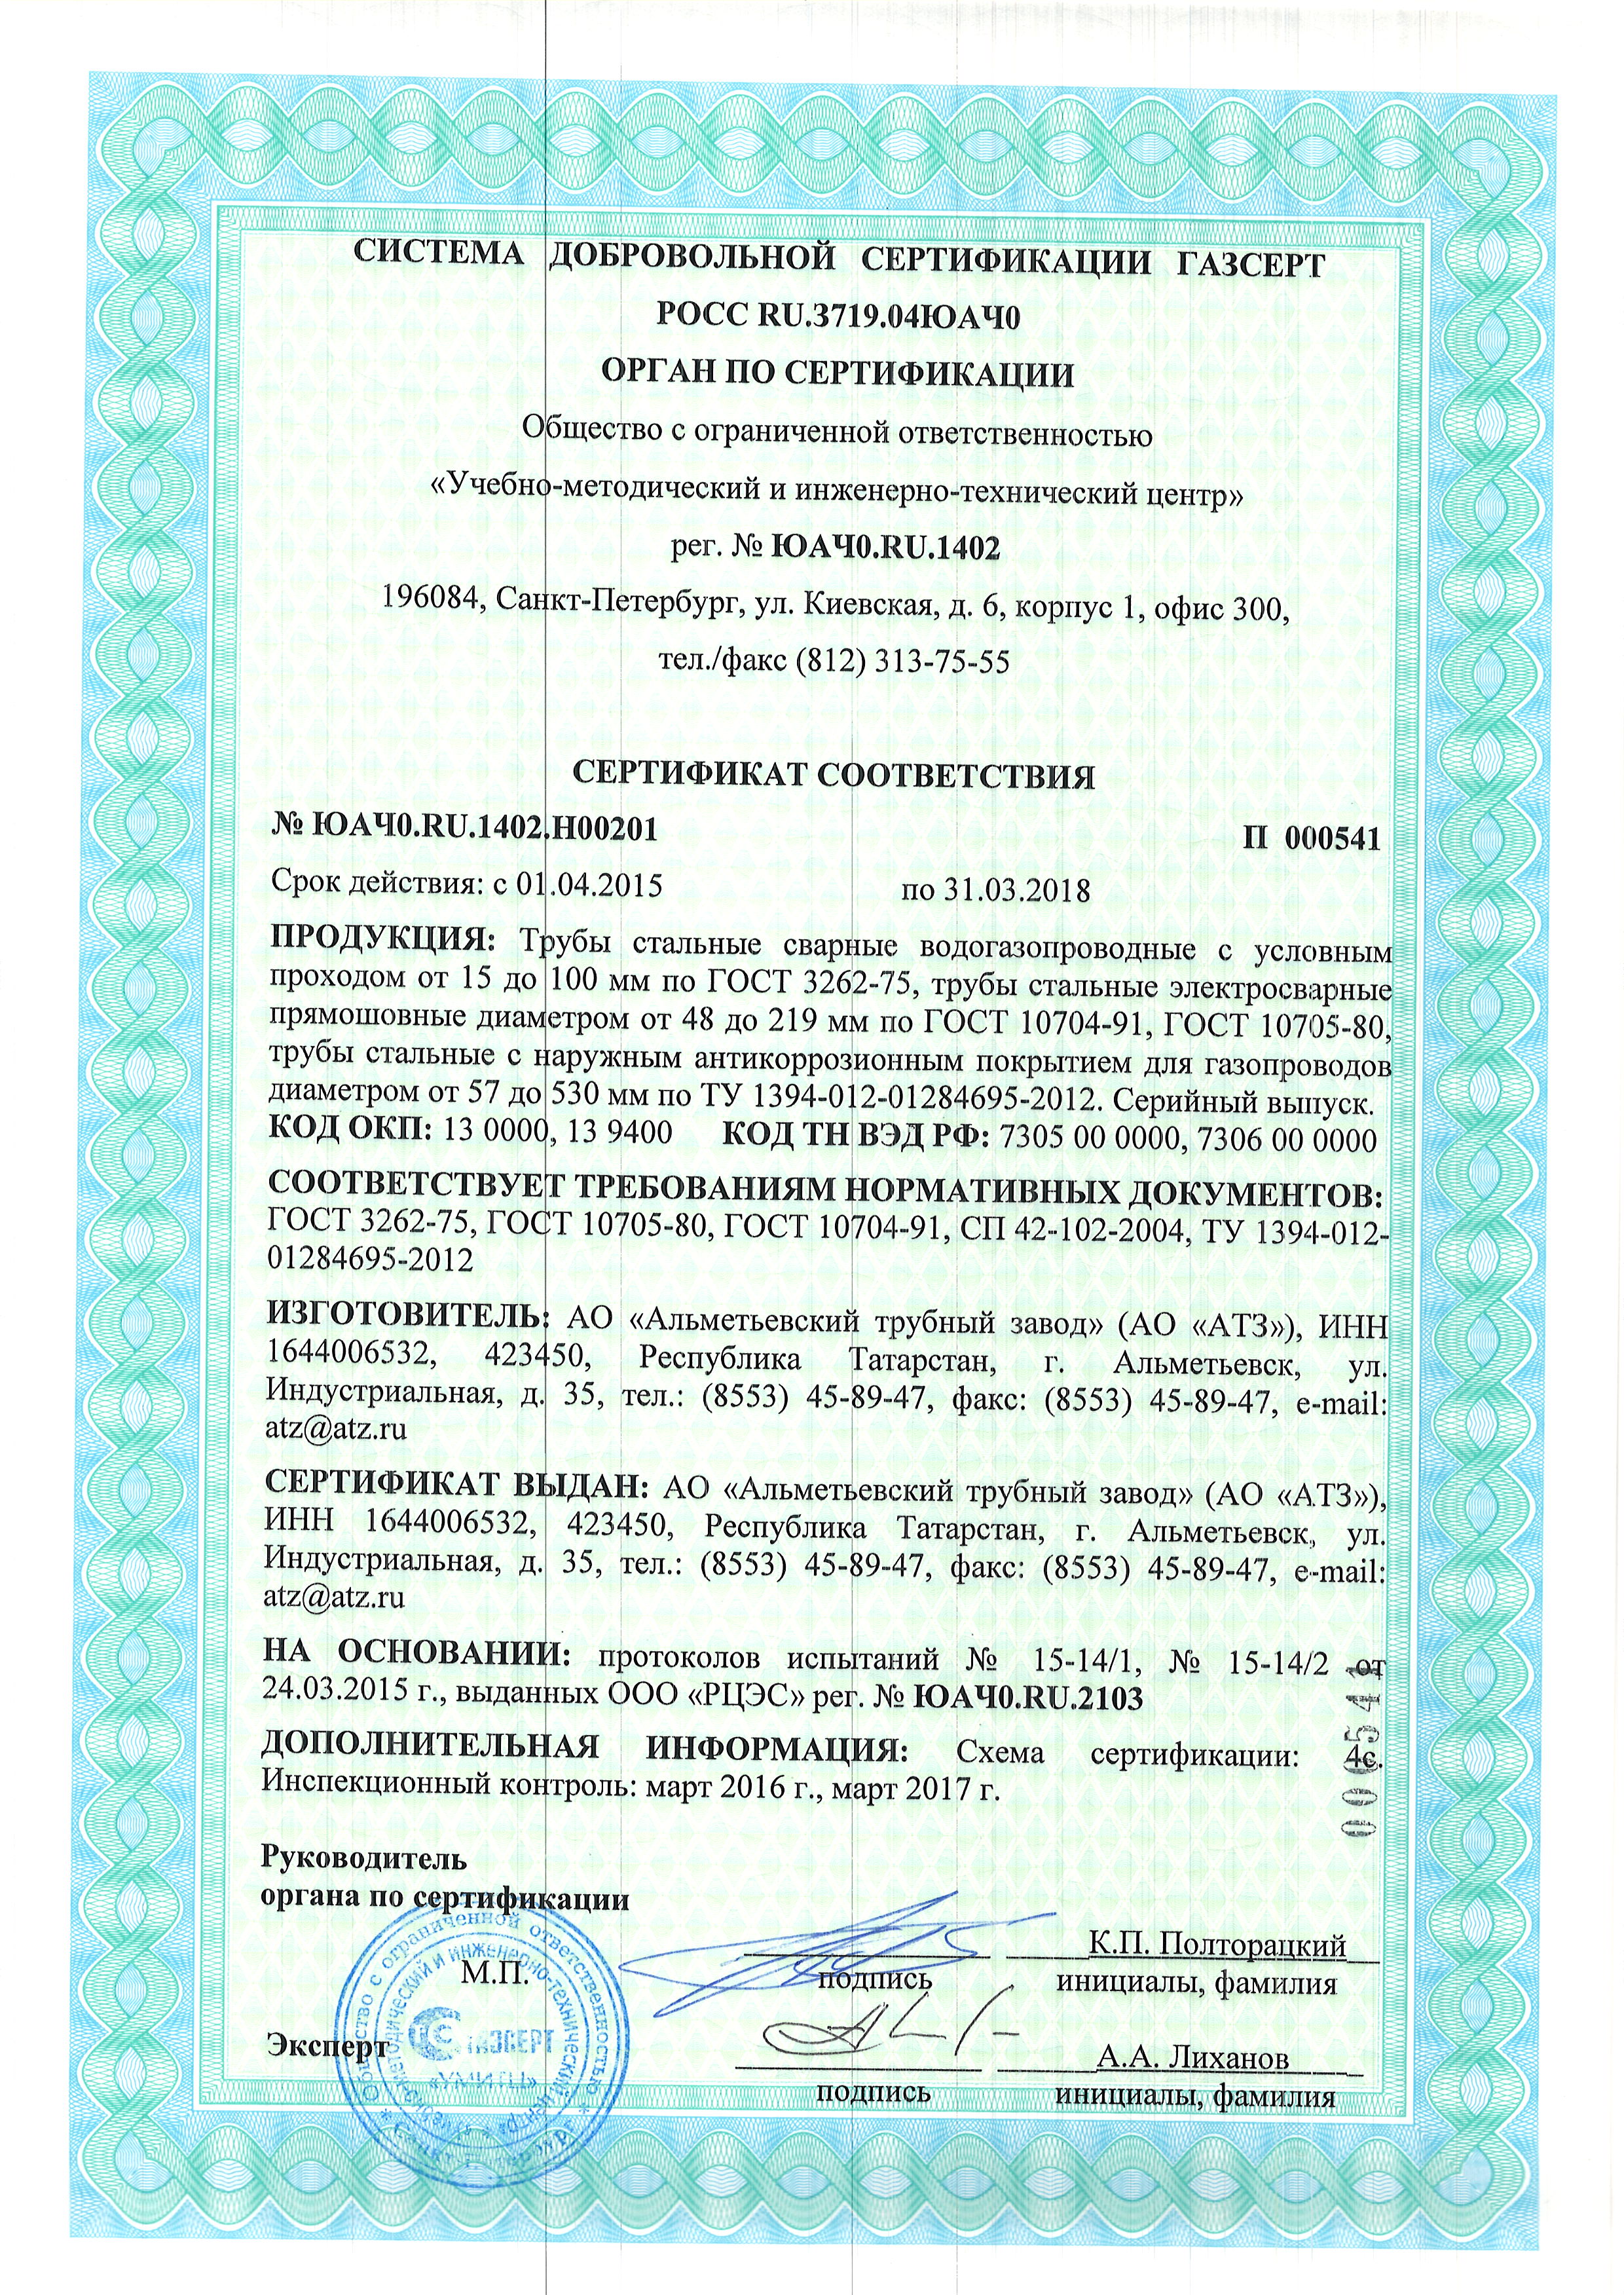 СИСТЕМА ДОБРОВОЛЬНОЙ СЕРТИФИКАЦИИ ГАЗСЕРТ
РОСС RU.3719.04ЮАЧ0
ОРГАН ПО СЕРТИФИКАЦИИ
Общество с ограниченной ответственностью
«Учебно-методический и инженерно-технический центр»
рег. № ЮАЧ0.RU.1402
196084, Санкт-Петербург, ул. Киевская, д. 6, корпус 1, офис 300,
тел./факс (812) 313-75-55
СЕРТИФИКАТ СООТВЕТСТВИЯ
№ ЮАЧ0.RU.1402.Н00201 П 000541
Срок действия: с 01.04.2015 по 31.03.2018
ПРОДУКЦИЯ: Трубы стальные сварные водогазопроводные с условным
проходом от 15 до 100 мм по ГОСТ 3262-75, трубы стальные электросварные
прямошовные диаметром от 48 до 219 мм по ГОСТ 10704-91, ГОСТ 10705-80,
трубы стальные с наружным антикоррозионным покрытием для газопроводов
диаметром от 57 до 530 мм по ТУ 1394-012-01284695-2012. Серийный выпуск.
КОД ОКП: 13 0000, 13 9400 КОД ТН ВЭД РФ: 7305 00 0000, 7306 00 0000
СООТВЕТСТВУЕТ ТРЕБОВАНИЯМ НОРМАТИВНЫХ ДОКУМЕНТОВ:
ГОСТ 3262-75, ГОСТ 10705-80, ГОСТ 10704-91, СП 42-102-2004, ТУ 1394-012-
01284695-2012
ИЗГОТОВИТЕЛЬ: АО «Альметьевский трубный завод» (АО «АТЗ»), ИНН
1644006532, 423450, Республика Татарстан, г. Альметьевск, ул.
Индустриальная, д. 35, тел.: (8553) 45-89-47, факс: (8553) 45-89-47, e-mail:
atz@atz.ru
СЕРТИФИКАТ ВЫДАН: АО «Альметьевский трубный завод» (АО «АТЗ»),
ИНН 1644006532, 423450, Республика Татарстан, г. Альметьевск, ул.
Индустриальная, д. 35, тел.: (8553) 45-89-47, факс: (8553) 45-89-47, e-mail:
atz@atz.ru
НА ОСНОВАНИИ: протоколов испытаний № 15-14/1, № 15-14/2 от
24.03.2015 г., выданных ООО «РЦЭС» рег. № ЮАЧ0.RU.2103
ДОПОЛНИТЕЛЬНАЯ ИНФОРМАЦИЯ: Схема сертификации: 4с.
Инспекционный контроль: март 2016 г., март 2017 г.
Руководитель
органа по сертификации
К.П. Полторацкий
М.П. подпись инициалы, фамилия
Эксперт А.А. Лиханов
подпись инициалы, фамилия
Общество с ограниченной ответственностью
ГАЗСЕРТ